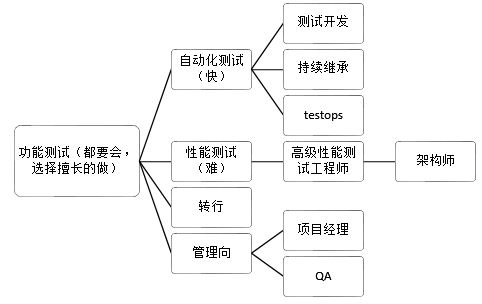 测试开发
自动化测试
（快）
持续继承
testops
功能测试（都要会，
选择擅长的做）
性能测试
（难）
高级性能测
试工程师
架构师
转行
项目经理
管理向
QA